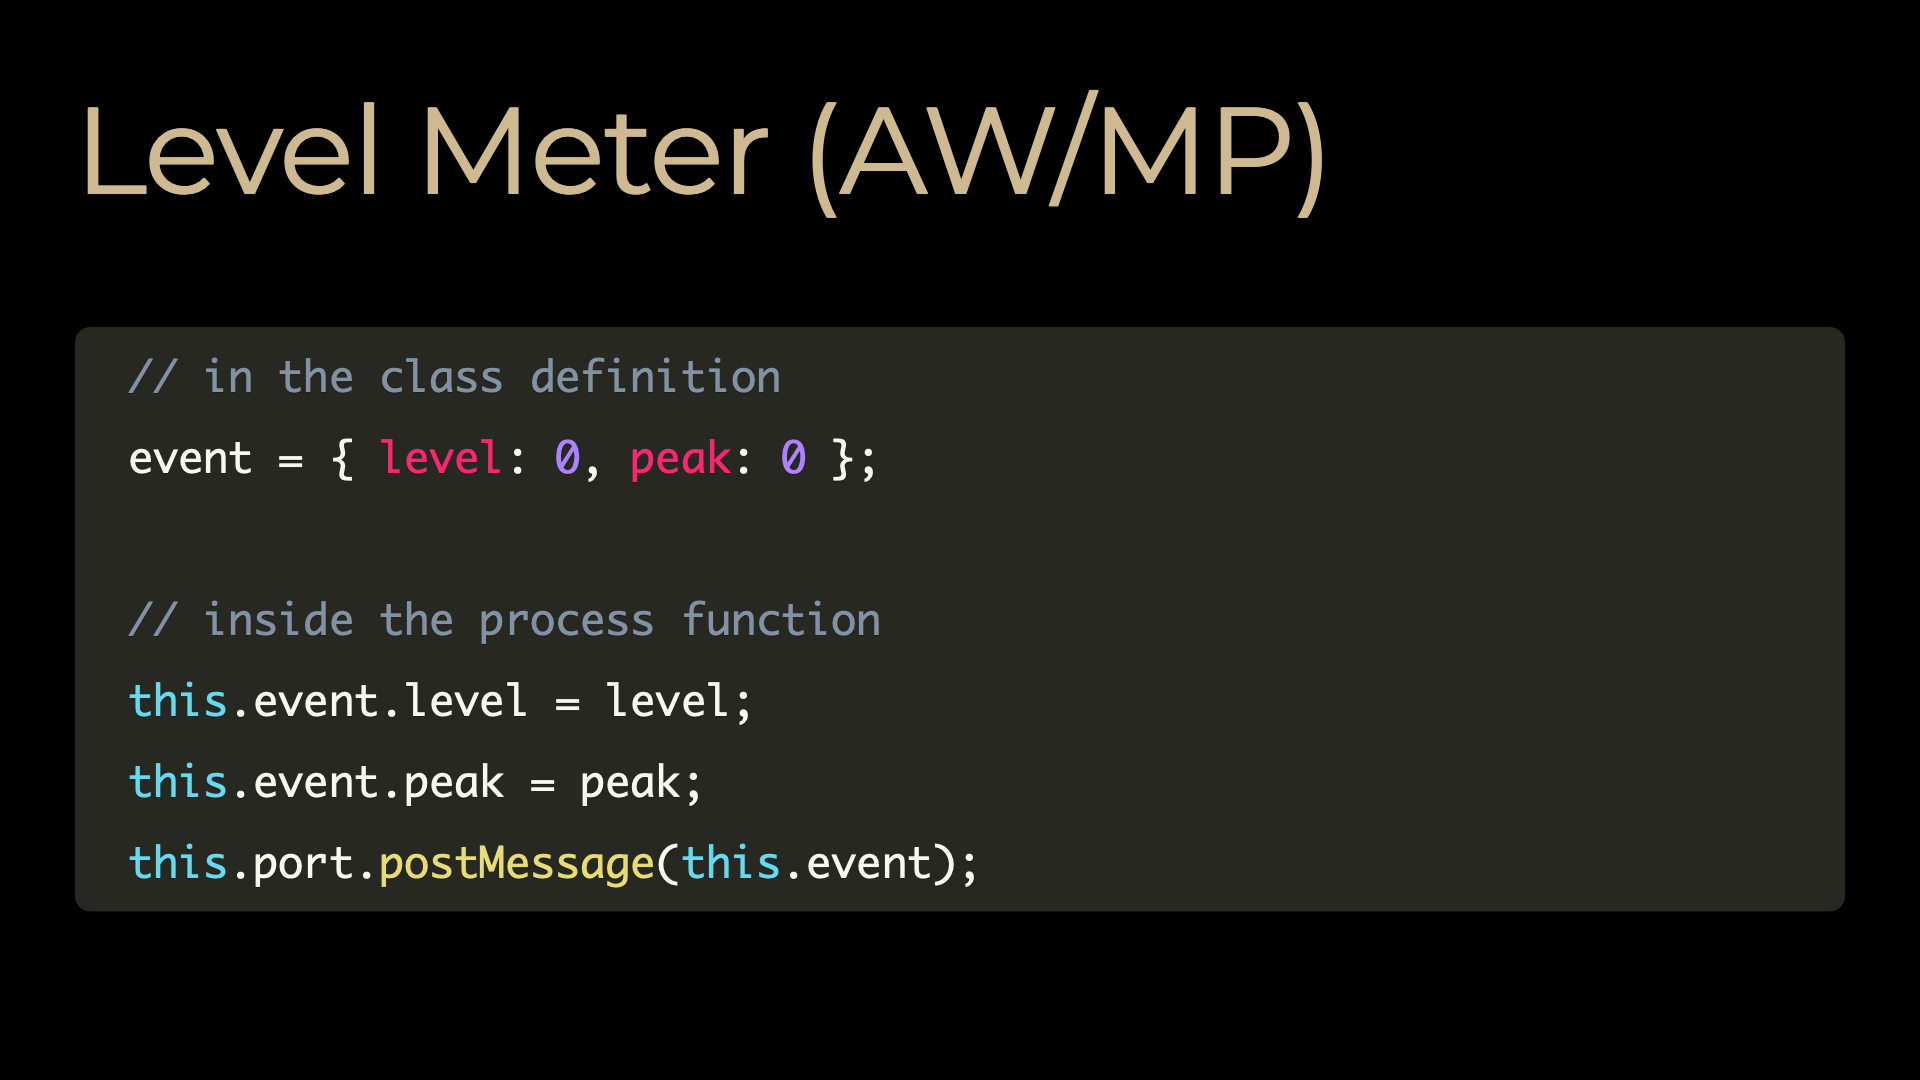 Level Meter (AW/MP)
// in the class definition
event = { level: 0, peak: 0 };
// inside the process function
this.event.level = level;
this.event.peak = peak;
this.port.postMessage(this.event);